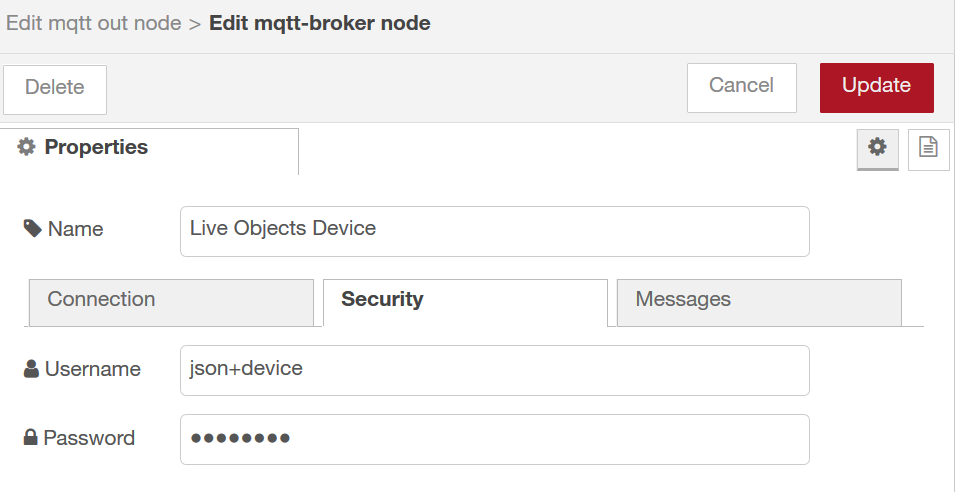 Edit mqtt out node > Edit mqtt-broker node
Delete
Cancel
Update
Properties
Name
Live Objects Device
Connection
Security
Messages
Username
json+device
Password
●●●●●●●●